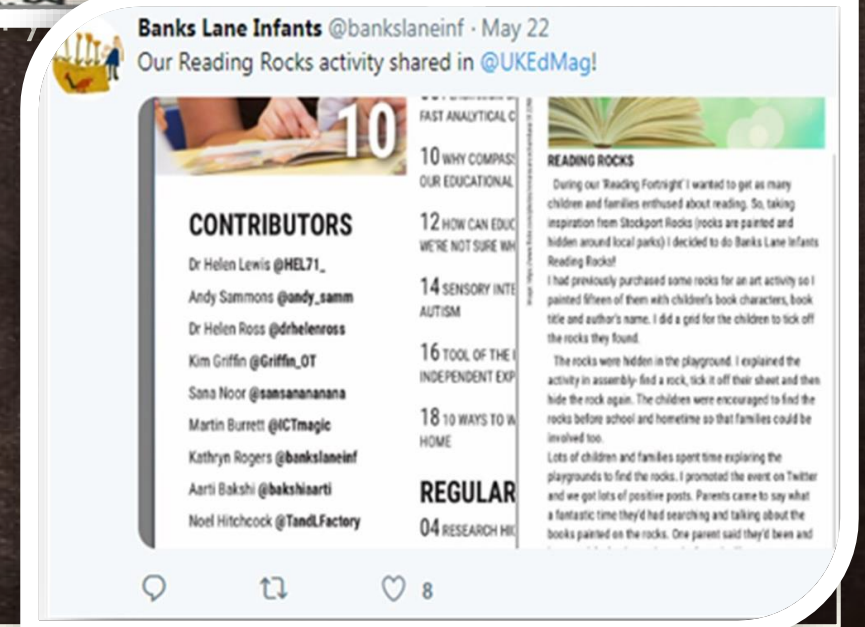 Banks Lane Infants @bankslaneinf · May 22
Our Reading Rocks activity shared in @UKEdMag!
10
CONTRIBUTORS
Dr Helen Lewis @HEL71_
Andy Sammons @andy_samm
Dr Helen Ross @drhelenross
Kim Griffin @Griffin_OT
Sana Noor @sansanananana
Martin Burrett @ICTmagic
Kathryn Rogers @bankslaneinf
Aarti Bakshi @bakshiaarti
Noel Hitchcock @TandLFactory
FAST ANALYTICAL C
10 WHY COMPASS
OUR EDUCATIONAL
12 HOW CAN EDUC
WE'RE NOT SURE WH
14 SENSORY INTE
AUTISM
16 TOOL OF THE
INDEPENDENT EXP
18 10 WAYS TO W
HOME
REGULAR
04 RESEARCH HIG
READING ROCKS
During our 'Reading Fortnight' I wanted to get as many
children and families enthused about reading. So, taking
inspiration from Stockport Rocks (rocks are painted and
hidden around local parks) I decided to do Banks Lane Infants
Reading Rocks!
I had previously purchased some rocks for an art activity so I
painted fifteen of them with children's book characters, book
title and author's name. I did a grid for the children to tick off
the rocks they found.
The rocks were hidden in the playground. I explained the
activity in assembly- find a rock, tick it off their sheet and then
hide the rock again. The children were encouraged to find the
rocks before school and hometime so that families could be
involved too.
Lots of children and families spent time exploring the
playgrounds to find the rocks. I promoted the event on Twitter
and we got lots of positive posts. Parents came to say what
a fantastic time they'd had searching and talking about the
books painted on the rocks. One parent said they'd been and
8